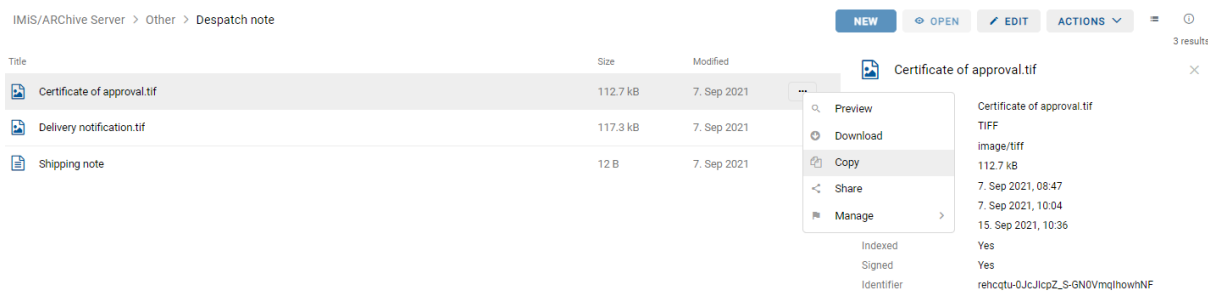 IMiS/ARChive Server > Other > Despatch note
NEW OPEN EDIT ACTIONS
3 results
Title Size Modified
Certificate of approval.tif 112.7 kB 7. Sep 2021 ...
Delivery notification.tif 117.3 kB 7. Sep 2021
Shipping note 12 B 7. Sep 2021
Preview
Download
Copy
Share
Manage >
Certificate of approval.tif
Certificate of approval.tif
TIFF
image/tiff
112.7 kB
7. Sep 2021, 08:47
7. Sep 2021, 10:04
15. Sep 2021, 10:36
Indexed Yes
Signed Yes
Identifier